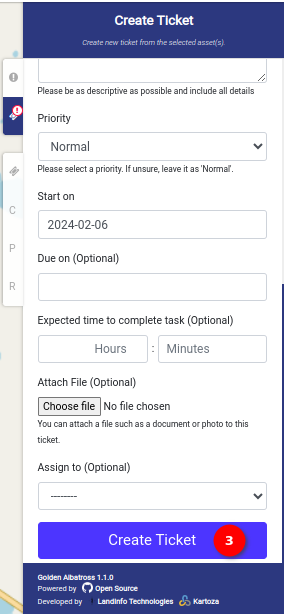 Create Ticket
Create new ticket from the selected asset(s).
Please be as descriptive as possible and include all details
Priority
Normal
Please select a priority. If unsure, leave it as 'Normal'.
Start on
2024-02-06
Due on (Optional)
Expected time to complete task (Optional)
Hours : Minutes
Attach File (Optional)
Choose file No file chosen
You can attach a file such as a document or photo to this
ticket.
Assign to (Optional)
---------
Create Ticket 3
Golden Albatross 1.1.0
Powered by Open Source
Developed by Landinfo Technologies Kartoza
C
P
R